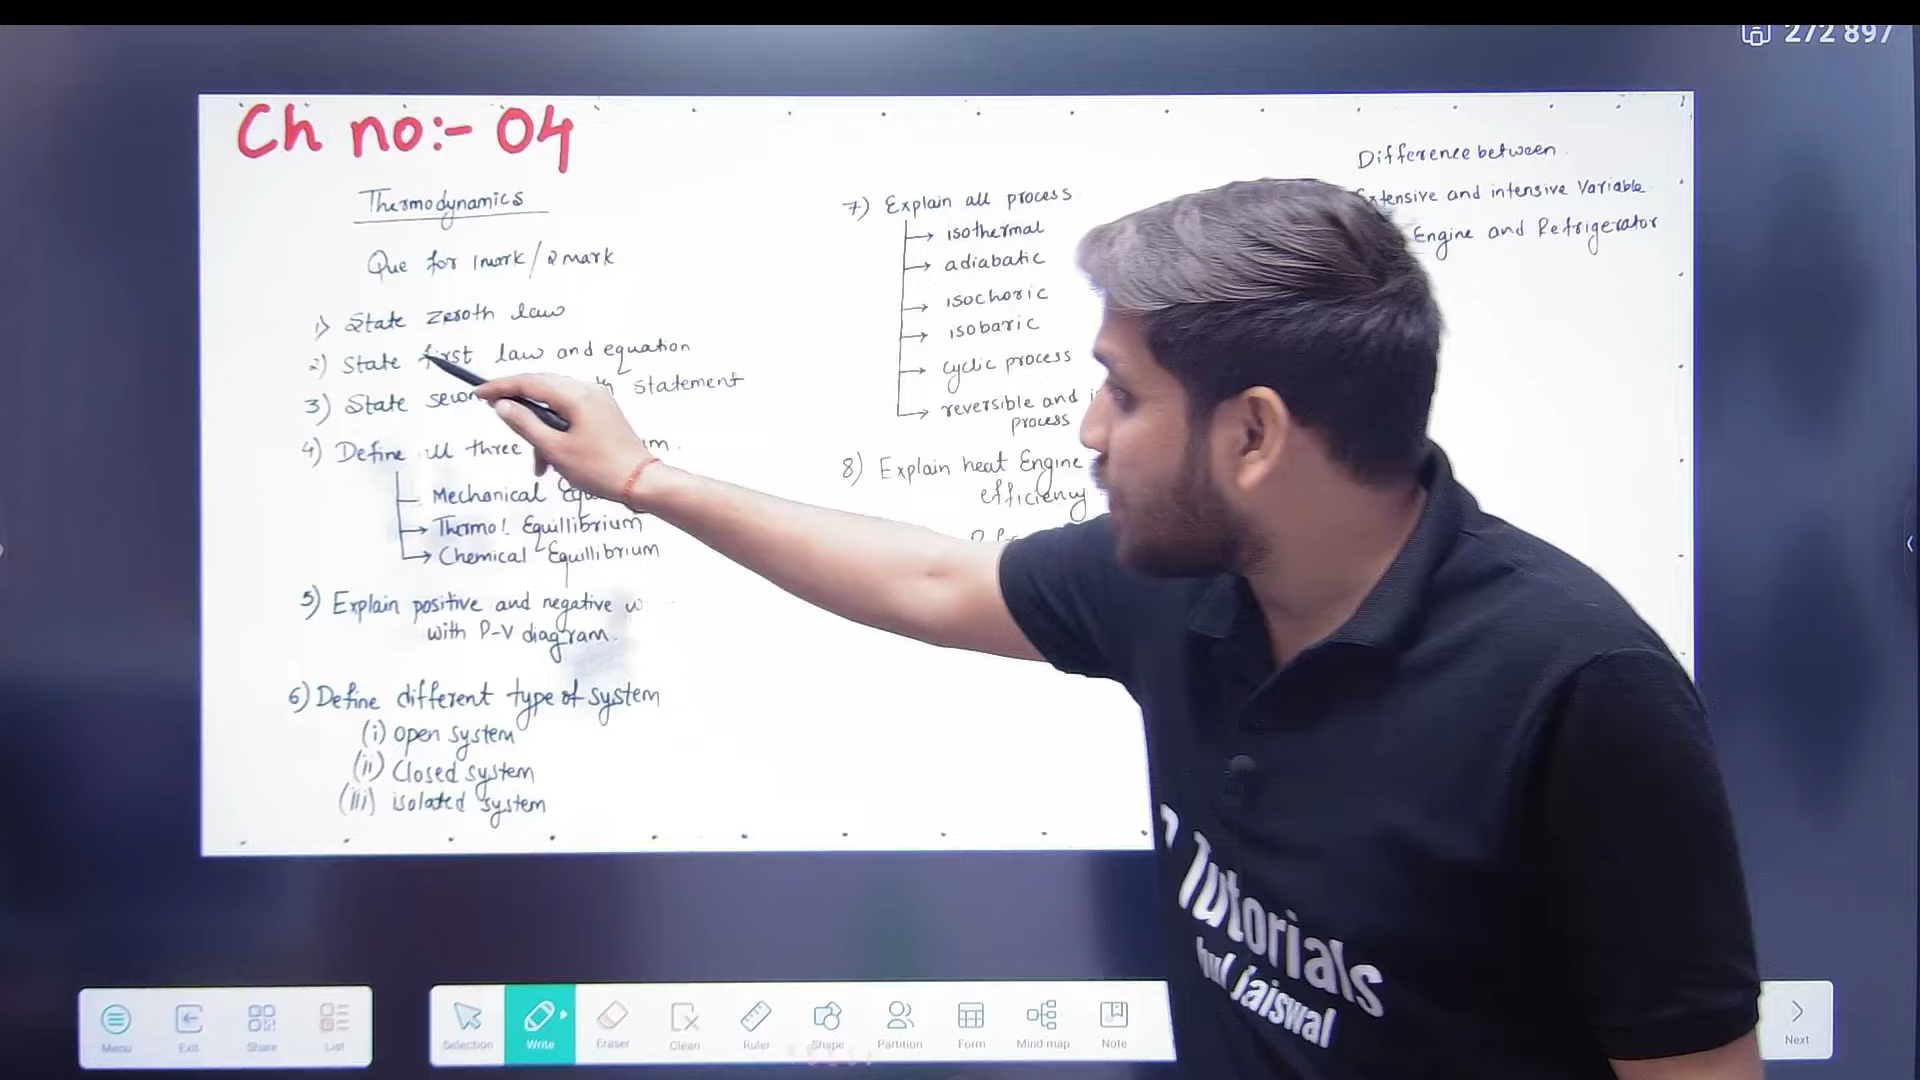 272 897
Ch no:- 04
Thermodynamics
Que for 1mark/2mark
1) State zeroth law
2) State first law and equation
3) State statement
4) Define all three
Mechanical
Thermal Equillibrium
Chemical Equillibrium
5) Explain positive and negative
with P-V diagram.
6) Define different type of system
(i) open system
(ii) Closed system
(iii) isolated system
7) Explain all process
isothermal
adiabatic
isochoric
isobaric
cyclic process
reversible and
process
8) Explain heat Engine
efficiency
Difference between
Extensive and intensive Variable
Engine and Refrigerator
Tutorials
jaiswal
Menu
Exit
Share
List
Selection
Write
Eraser
Clean
Ruler
Shape
Partition
Form
Mind map
Note
Next